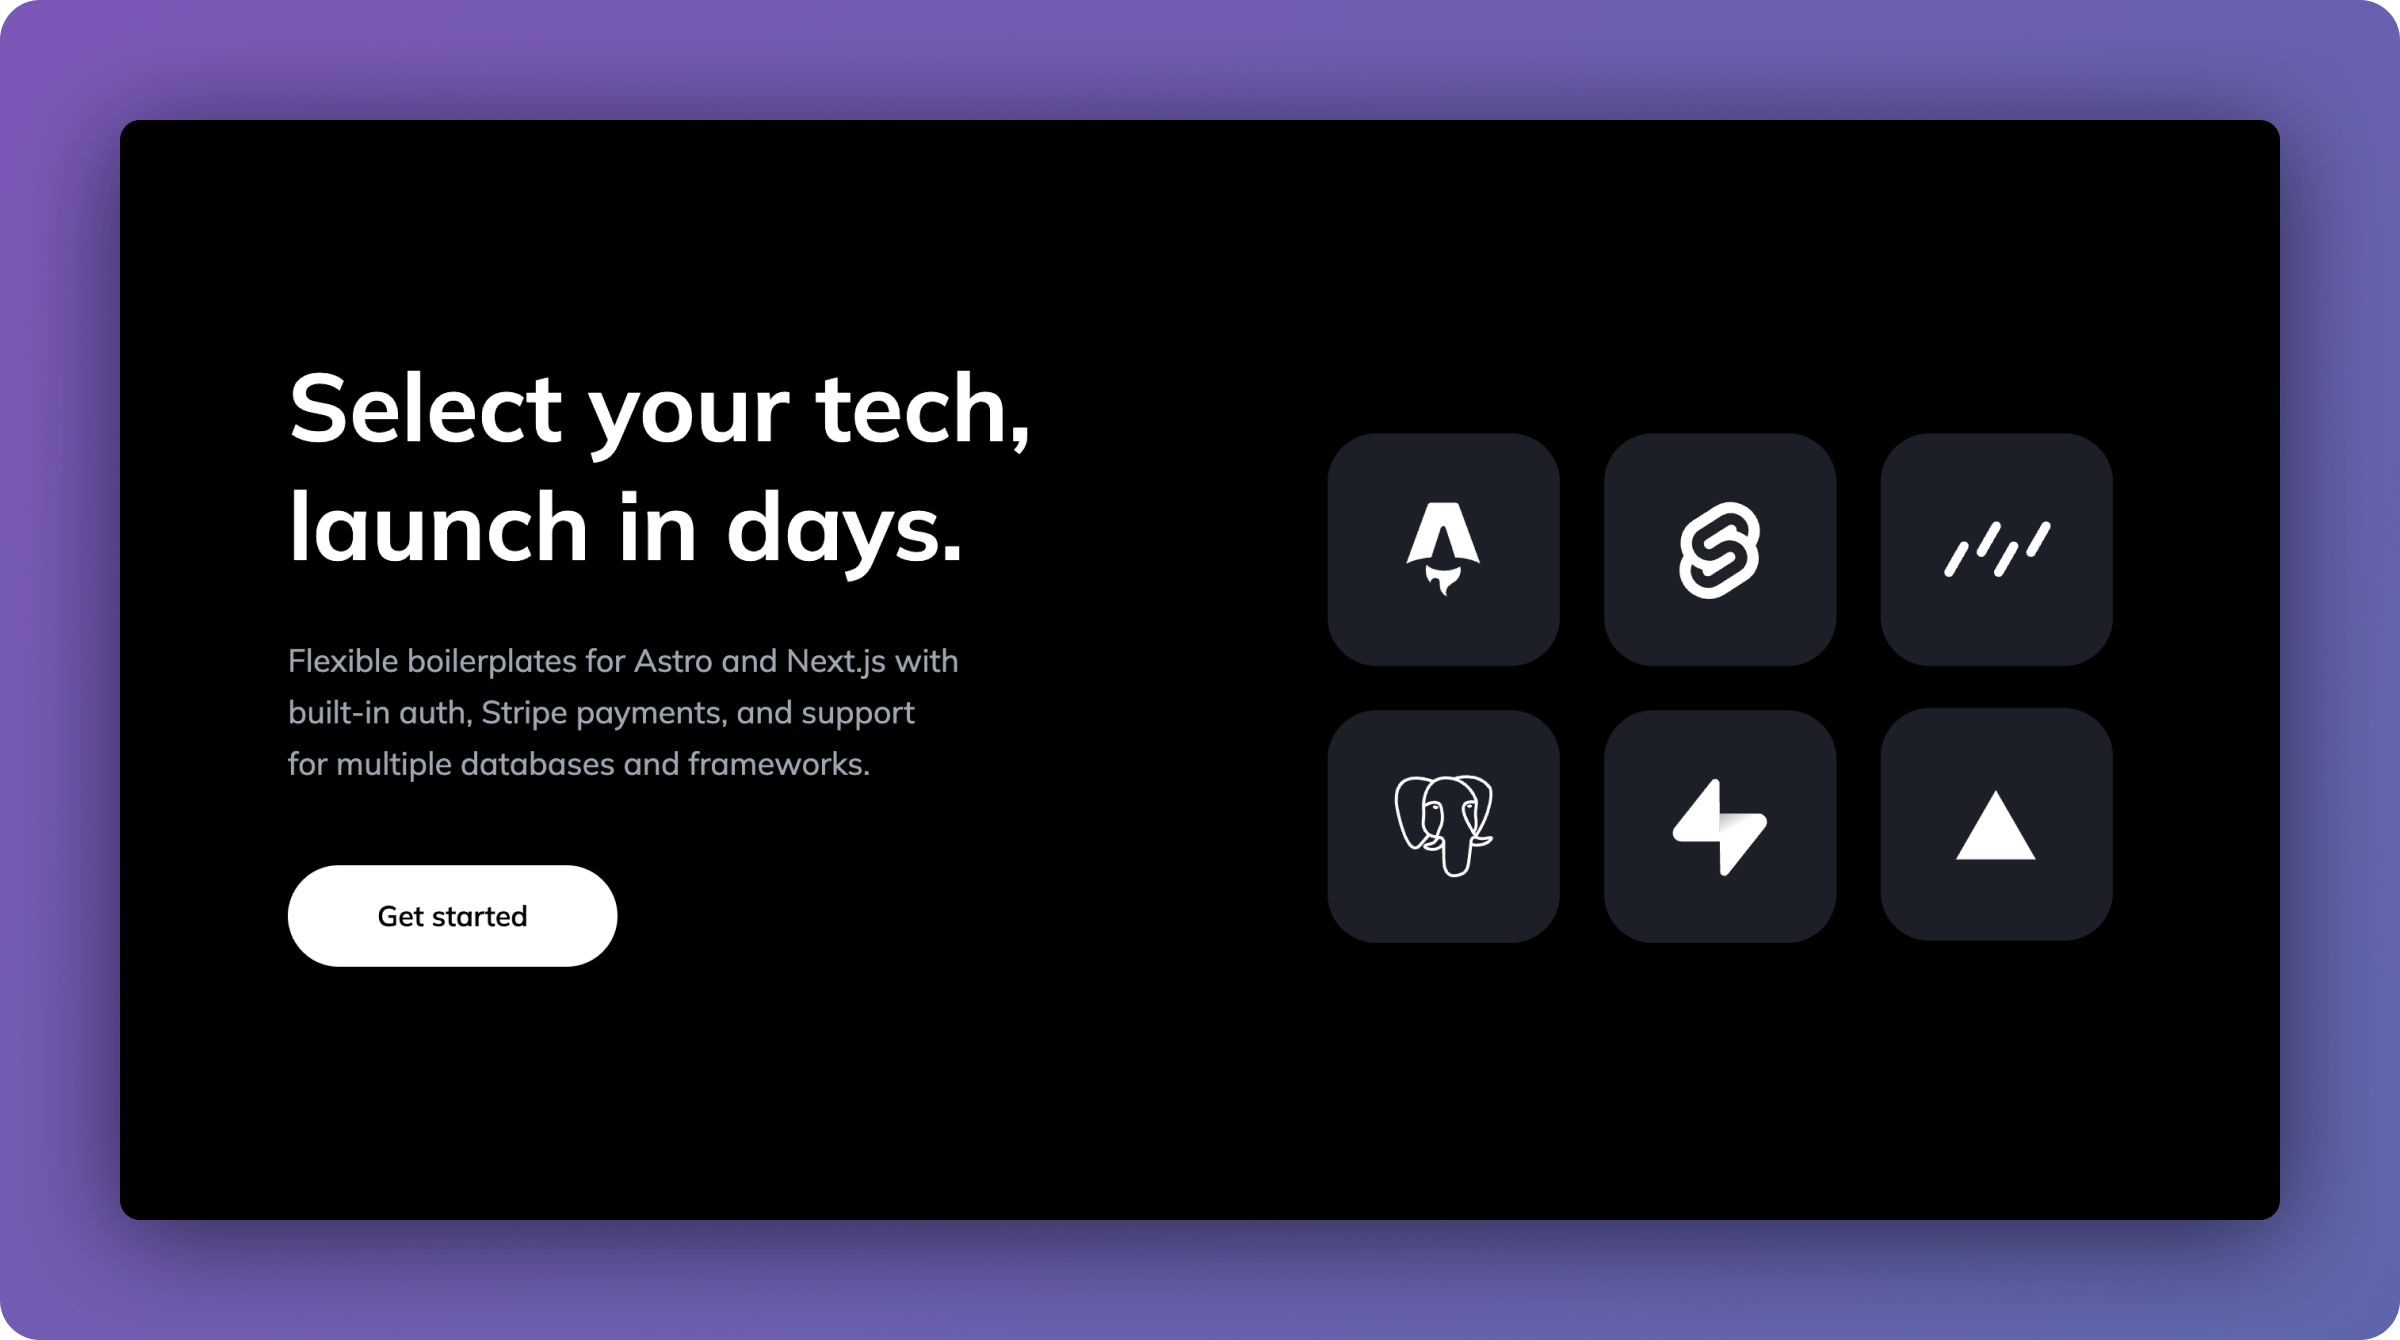 Select your tech,
launch in days.
Flexible boilerplates for Astro and Next.js with
built-in auth, Stripe payments, and support
for multiple databases and frameworks.
Get started